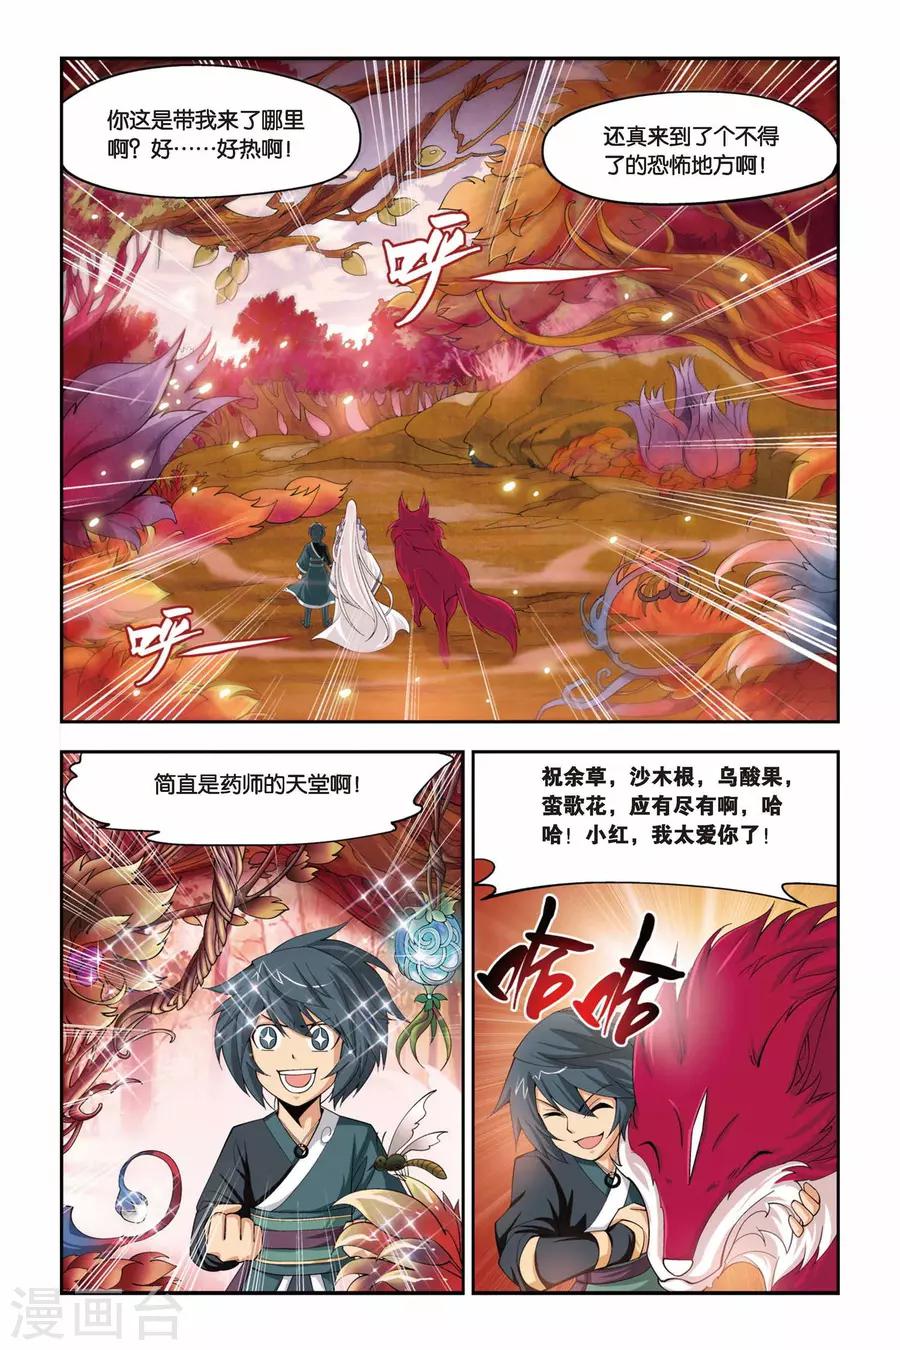 你这是带我来了哪里
啊？好……好热啊！
还真来到了个不得
了的恐怖地方啊！
呼
呼
简直是药师的天堂啊！
祝余草，沙木根，乌酸果，
蛮歌花，应有尽有啊，哈
哈！小红，我太爱你了！
哈哈
漫画台